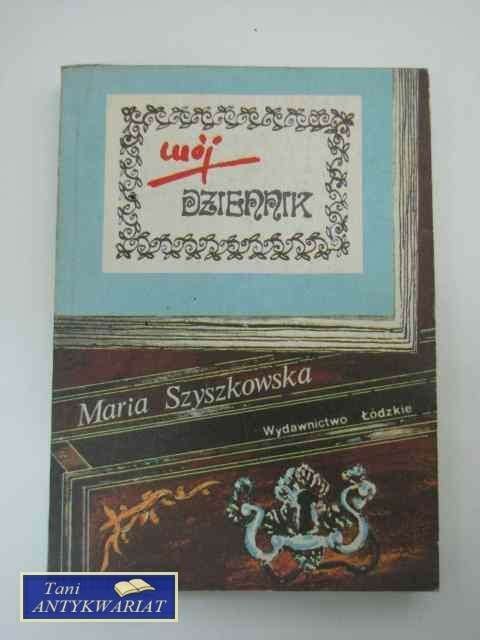 mój
DZIENNIK
Maria Szyszkowska
Wydawnictwo Łódzkie
Tani
ANTYKWARIAT